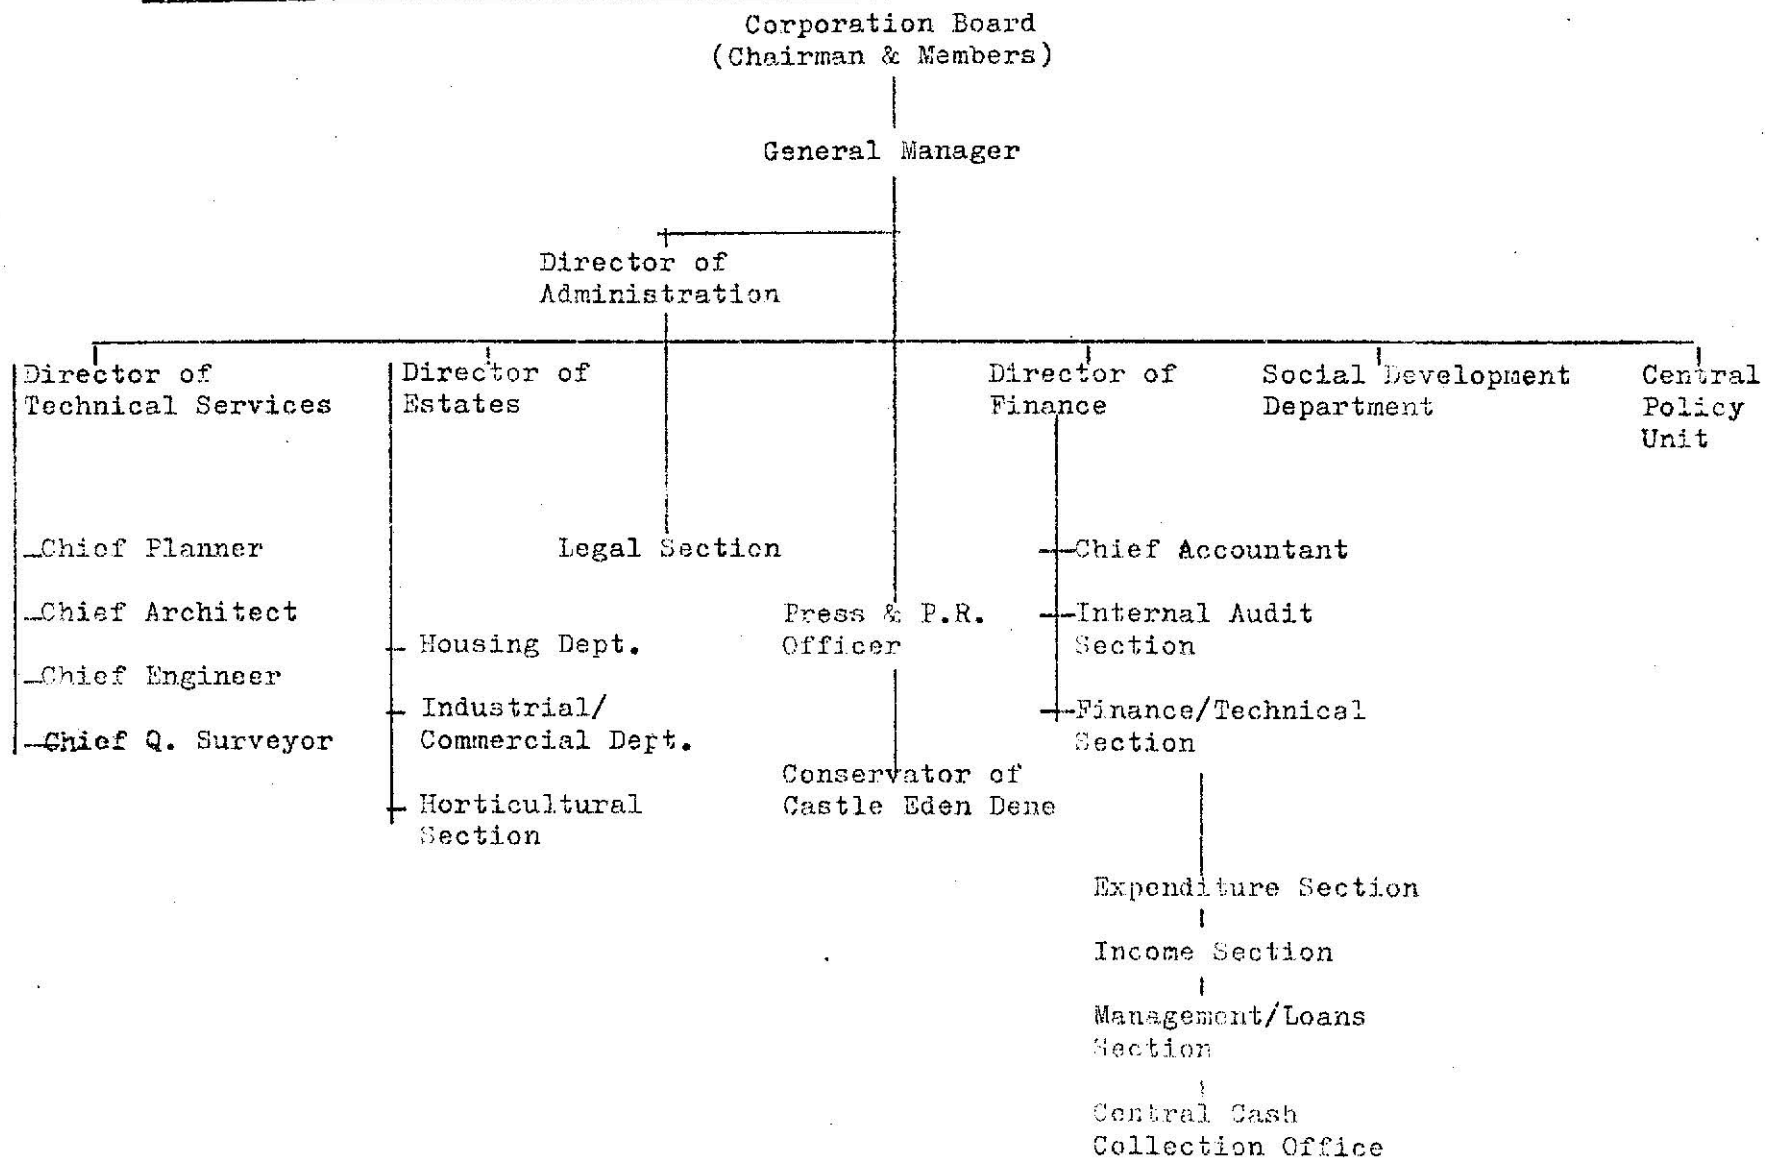 Corporation Board
(Chairman & Members)
General Manager
Director of
Administration
Director of
Technical Services
Director of
Estates
Director of
Finance
Social Development
Department
Central
Policy
Unit
Chief Planner
Chief Architect
Chief Engineer
Chief Q. Surveyor
Housing Dept.
Industrial/
Commercial Dept.
Horticultural
Section
Legal Section
Press & P.R.
Officer
Conservator of
Castle Eden Dene
Chief Accountant
Internal Audit
Section
Finance/Technical
Section
Expenditure Section
Income Section
Management/Loans
Section
Central Cash
Collection Office